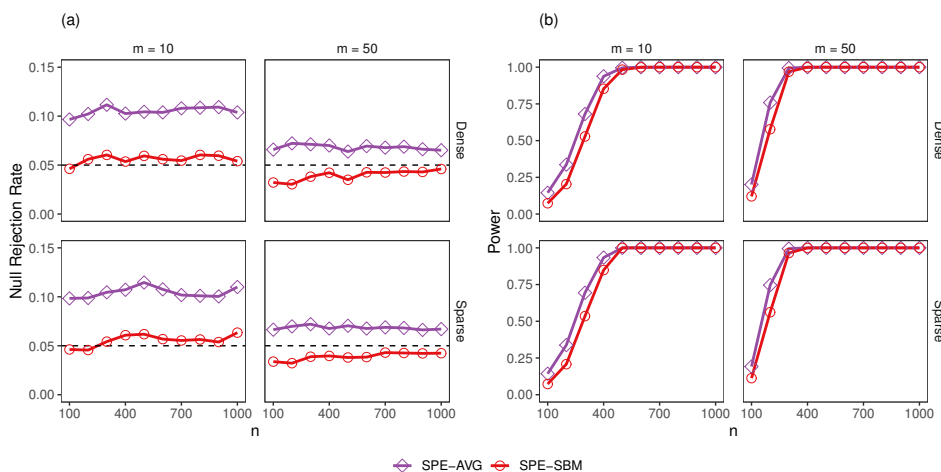 (a)
(b)
m = 10
m = 50
m = 10
m = 50
0.15
0.10
0.05
0.00
Dense
1.00
0.75
0.50
0.25
0.00
Dense
Null Rejection Rate
Power
0.15
0.10
0.05
0.00
Sparse
1.00
0.75
0.50
0.25
0.00
Sparse
100 400 700 1000
100 400 700 1000
100 400 700 1000
100 400 700 1000
n
n
SPE-AVG SPE-SBM